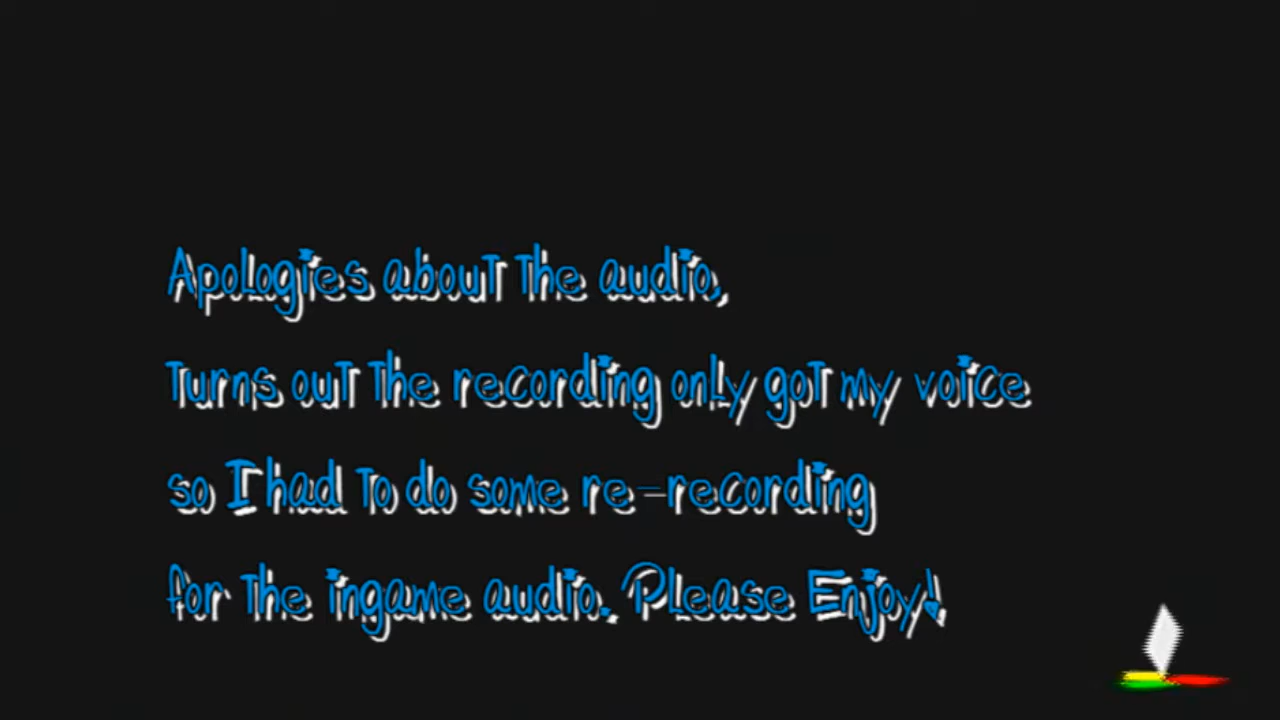 Apologies about the audio,
turns out the recording only got my voice
so I had to do some re-recording
for the ingame audio. Please Enjoy!